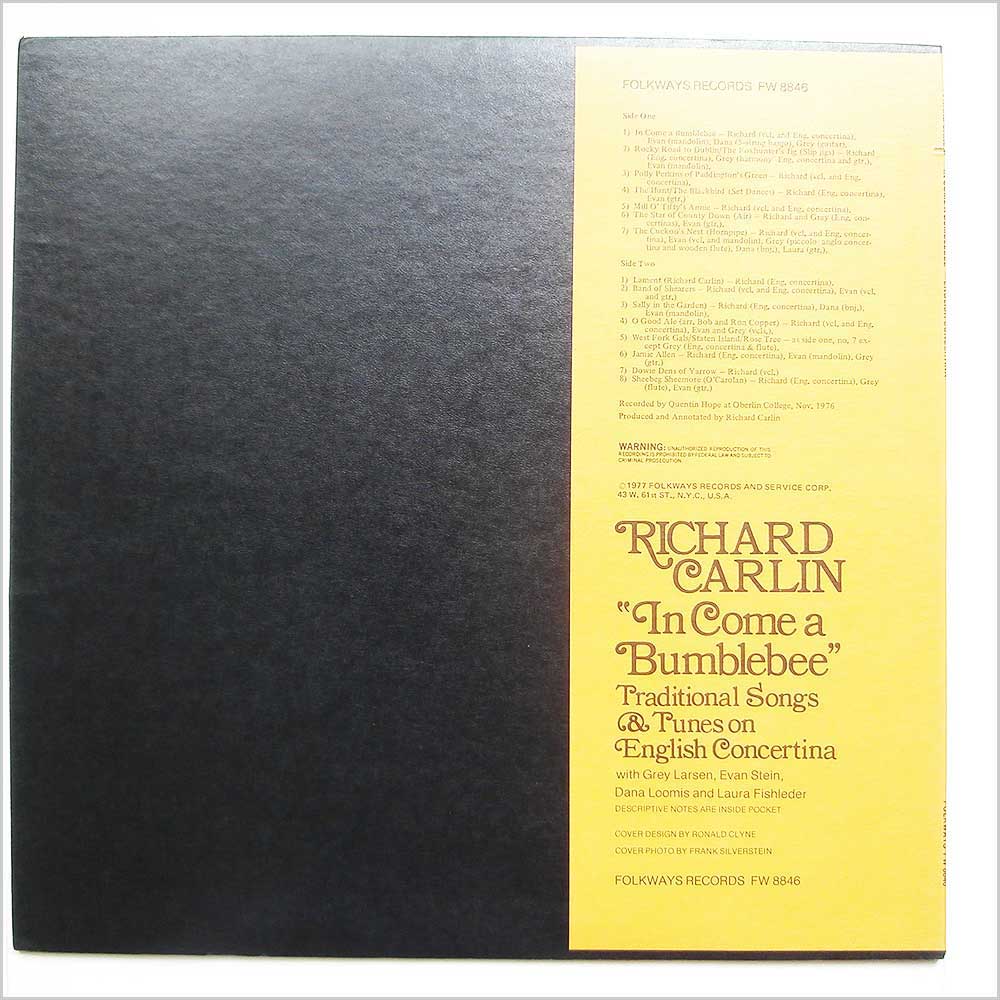 FOLKWAYS RECORDS FW 8846
Side One
1) In Come a Bumblebee — Richard (vcl. and Eng. concertina),
Evan (mandolin), Dana (5-string banjo), Grey (guitar).
2) Rocky Road to Dublin/The Foxhunter's Jig (Slip jigs) — Richard
(Eng. concertina), Grey (harmony Eng. concertina and gtr.),
Evan (mandolin).
3) Polly Perkins of Paddington's Green — Richard (vcl. and Eng.
concertina).
4) The Hunt/The Blackbird (Set Dances) — Richard (Eng. concertina),
Evan (gtr.)
5) Mill O' Tifty's Annie — Richard (vcl. and Eng. concertina).
6) The Star of County Down (Air) — Richard and Grey (Eng. con-
certinas), Evan (gtr.).
7) The Cuckoo's Nest (Hornpipe) — Richard (vcl. and Eng. concer-
tina), Evan (vcl. and mandolin), Grey (piccolo, anglo concer-
tina and wooden flute), Dana (bnj.), Laura (gtr.).
Side Two
1) Lament (Richard Carlin) — Richard (Eng. concertina).
2) Band of Shearers — Richard (vcl. and Eng. concertina), Evan (vcl.
and gtr.)
3) Sally in the Garden) — Richard (Eng. concertina), Dana (bnj.),
Evan (mandolin).
4) O Good Ale (arr. Bob and Ron Copper) — Richard (vcl. and Eng.
concertina), Evan and Grey (vcls.).
5) West Fork Gals/Staten Island/Rose Tree — as side one, no. 7 ex-
cept Grey (Eng. concertina & flute).
6) Jamie Allen — Richard (Eng. concertina), Evan (mandolin), Grey
(gtr.)
7) Dowie Dens of Yarrow — Richard (vcl.)
8) Sheebeg Sheemore (O'Carolan) — Richard (Eng. concertina), Grey
(flute), Evan (gtr.)
Recorded by Quentin Hope at Oberlin College, Nov. 1976
Produced and Annotated by Richard Carlin
WARNING: UNAUTHORIZED REPRODUCTION OF THIS
RECORDING IS PROHIBITED BY FEDERAL LAW AND SUBJECT TO
CRIMINAL PROSECUTION.
©1977 FOLKWAYS RECORDS AND SERVICE CORP.
43 W. 61st ST., N.Y.C., U.S.A.
RICHARD
CARLIN
"In Come a
Bumblebee"
Traditional Songs
& Tunes on
English Concertina
with Grey Larsen, Evan Stein,
Dana Loomis and Laura Fishleder
DESCRIPTIVE NOTES ARE INSIDE POCKET
COVER DESIGN BY RONALD CLYNE
COVER PHOTO BY FRANK SILVERSTEIN
FOLKWAYS RECORDS FW 8846